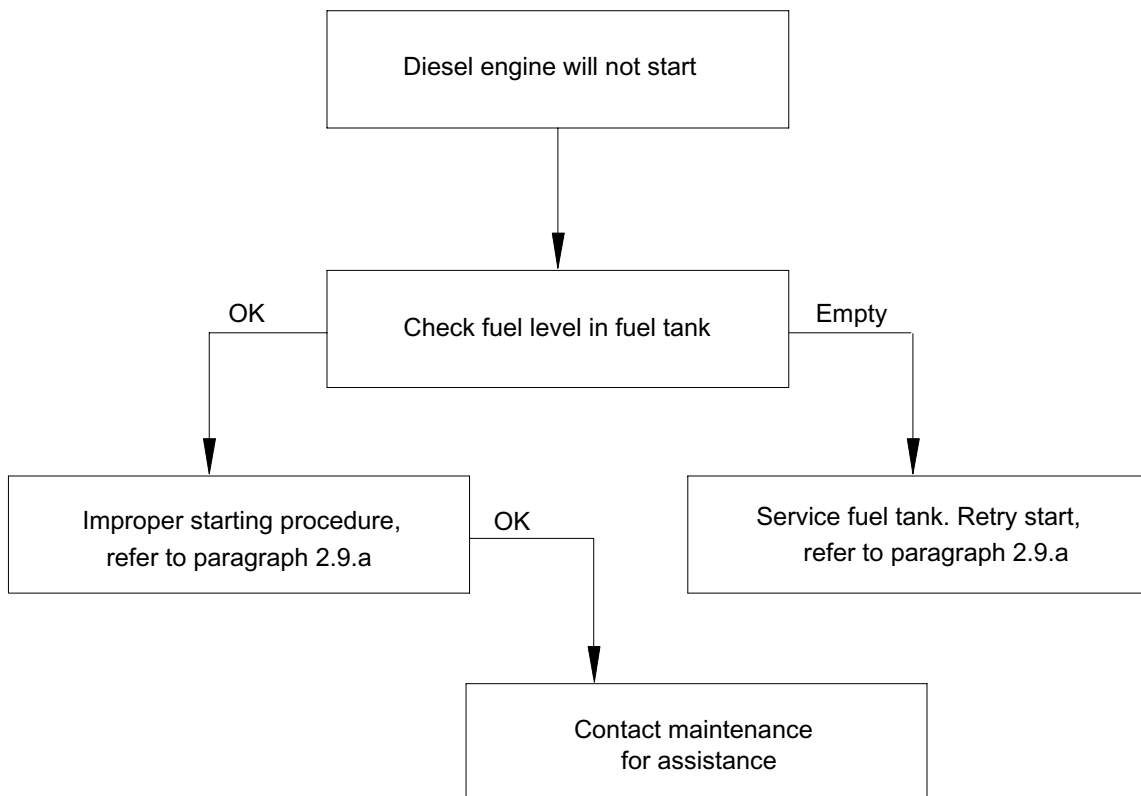 Diesel engine will not start
OK
Check fuel level in fuel tank
Empty
Improper starting procedure,
refer to paragraph 2.9.a
OK
Service fuel tank. Retry start,
refer to paragraph 2.9.a
Contact maintenance
for assistance